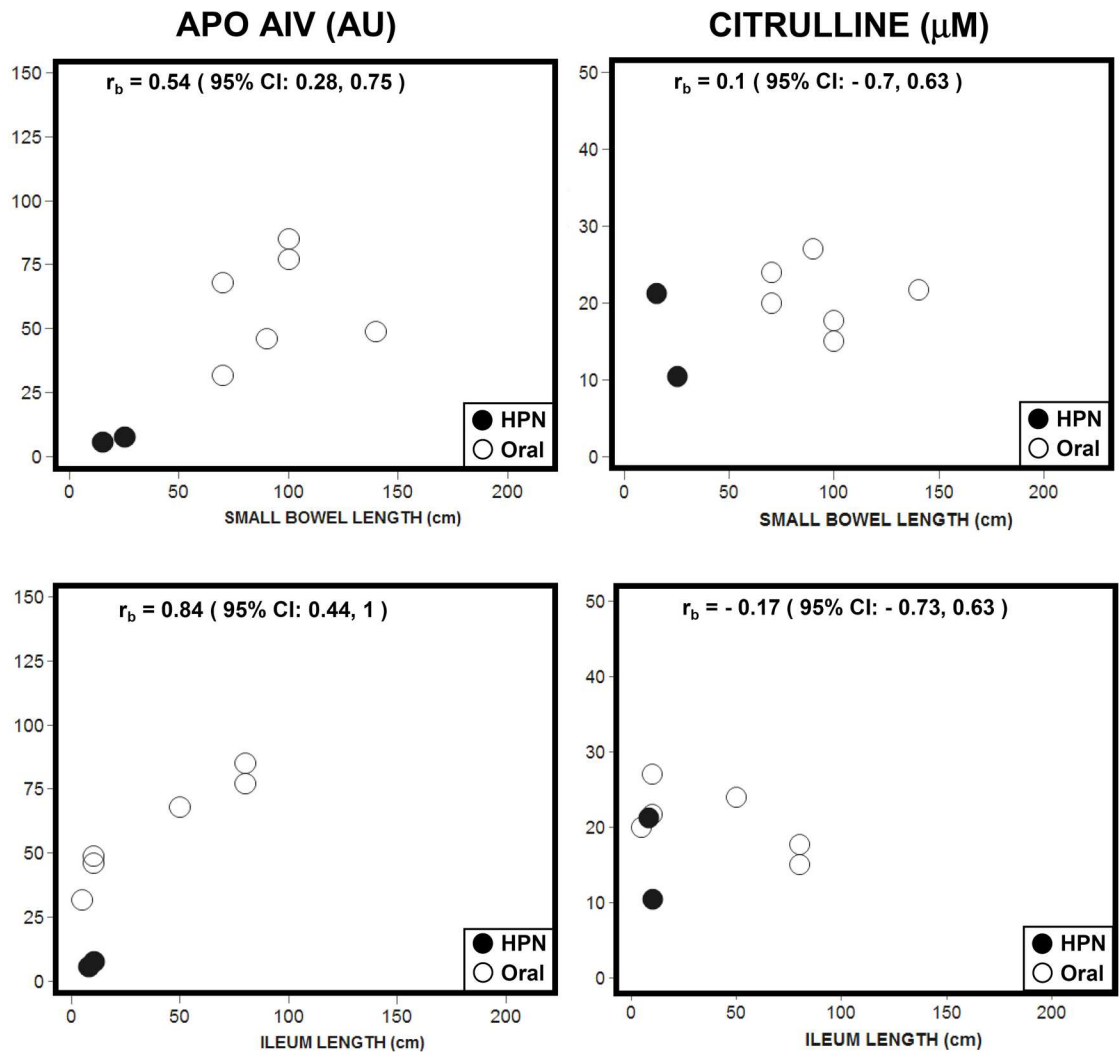 APO AIV (AU)
r_b = 0.54 ( 95% CI: 0.28, 0.75 )
150
125
100
75
50
25
0
HPN
Oral
0 50 100 150 200
SMALL BOWEL LENGTH (cm)
CITRULLINE (μM)
r_b = 0.1 ( 95% CI: - 0.7, 0.63 )
50
40
30
20
10
0
HPN
Oral
0 50 100 150 200
SMALL BOWEL LENGTH (cm)
r_b = 0.84 ( 95% CI: 0.44, 1 )
150
125
100
75
50
25
0
HPN
Oral
0 50 100 150 200
ILEUM LENGTH (cm)
r_b = - 0.17 ( 95% CI: - 0.73, 0.63 )
50
40
30
20
10
0
HPN
Oral
0 50 100 150 200
ILEUM LENGTH (cm)